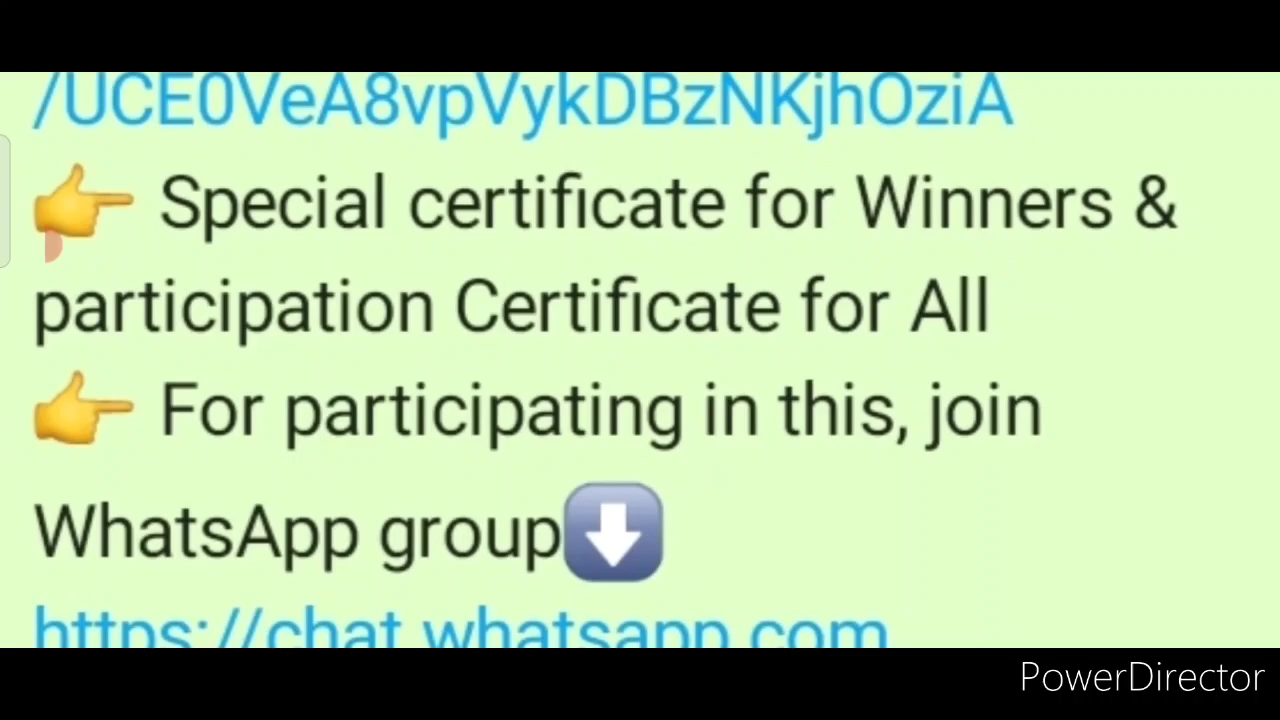 /UCE0VeA8vpVykDBzNKjhOziA
👉 Special certificate for Winners &
participation Certificate for All
👉 For participating in this, join
WhatsApp group⬇
https://chat.whatsapp.com
PowerDirector